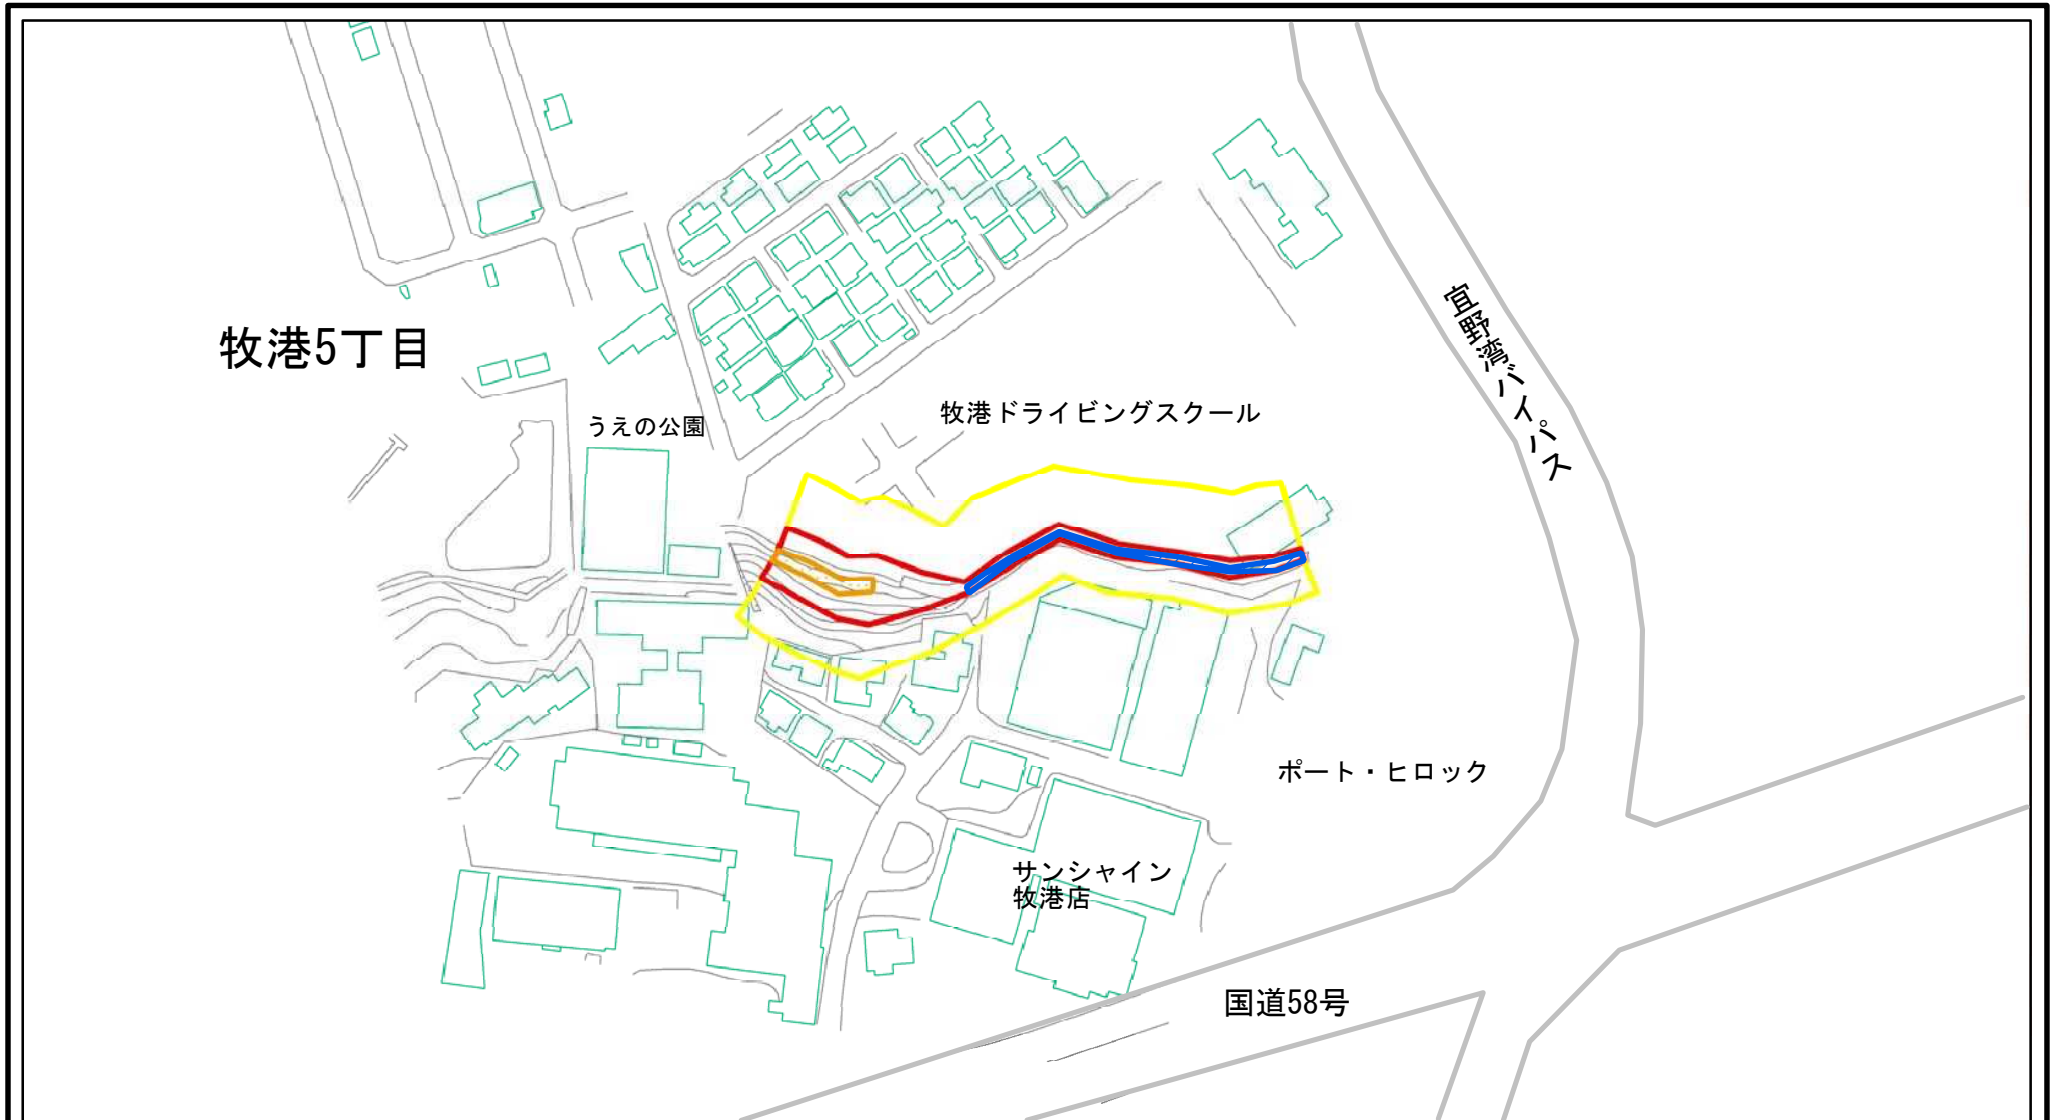 牧港5丁目
うえの公園
牧港ドライビングスクール
宜野湾バイパス
ポート・ヒロック
サンシャイン
牧港店
国道58号